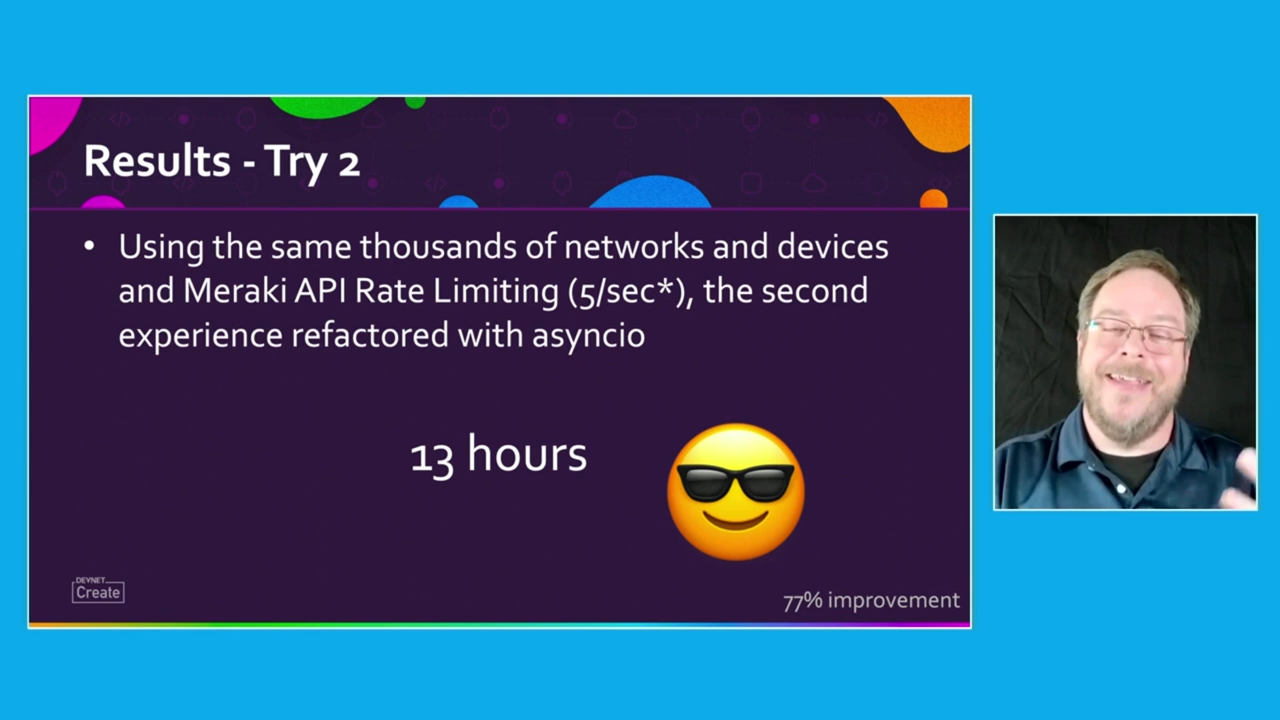 Results - Try 2
• Using the same thousands of networks and devices
and Meraki API Rate Limiting (5/sec*), the second
experience refactored with asyncio
13 hours
DEVNET
Create
77% improvement